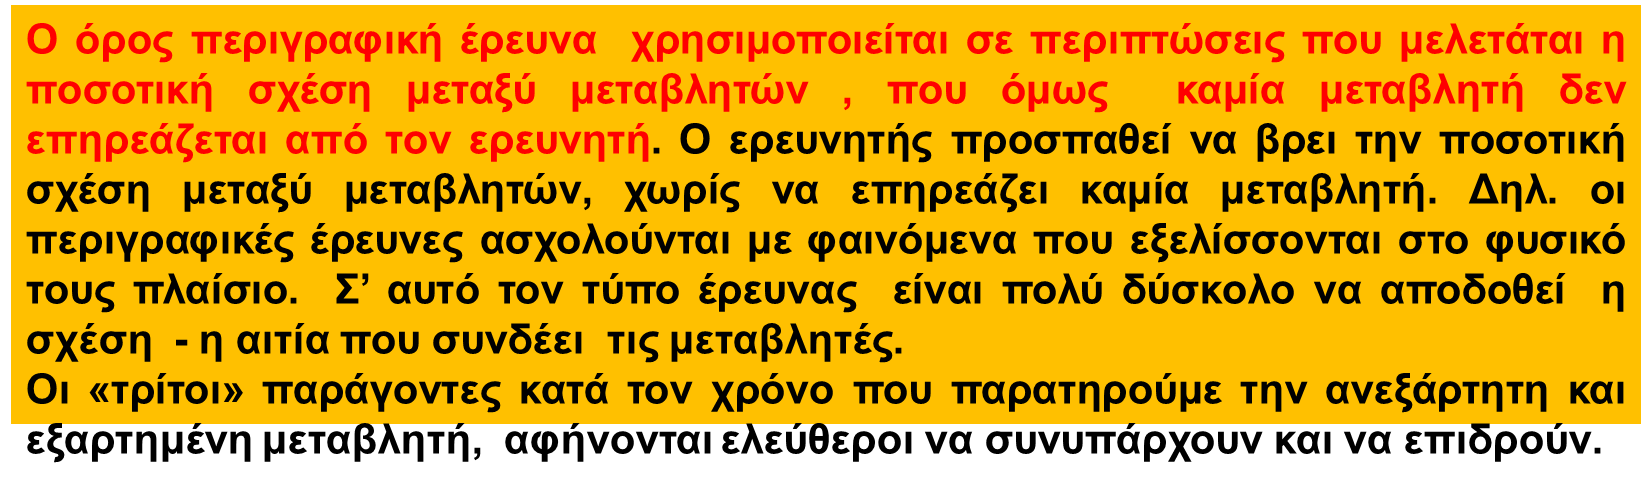 Ο όρος περιγραφική έρευνα χρησιμοποιείται σε περιπτώσεις που μελετάται η
ποσοτική σχέση μεταξύ μεταβλητών , που όμως καμία μεταβλητή δεν
επηρεάζεται από τον ερευνητή. Ο ερευνητής προσπαθεί να βρει την ποσοτική
σχέση μεταξύ μεταβλητών, χωρίς να επηρεάζει καμία μεταβλητή. Δηλ. οι
περιγραφικές έρευνες ασχολούνται με φαινόμενα που εξελίσσονται στο φυσικό
τους πλαίσιο. Σ’ αυτό τον τύπο έρευνας είναι πολύ δύσκολο να αποδοθεί η
σχέση - η αιτία που συνδέει τις μεταβλητές.
Οι «τρίτοι» παράγοντες κατά τον χρόνο που παρατηρούμε την ανεξάρτητη και
εξαρτημένη μεταβλητή, αφήνονται ελεύθεροι να συνυπάρχουν και να επιδρούν.